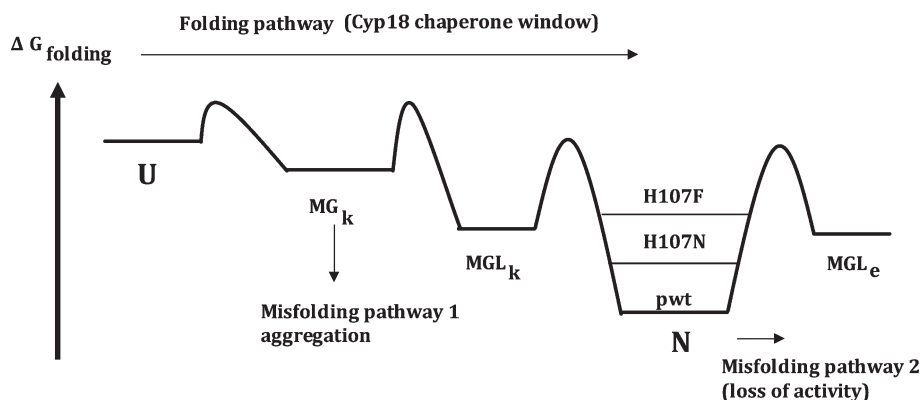 Folding pathway (Cyp18 chaperone window)
Δ G folding
U
MG k
Misfolding pathway 1
aggregation
MGL k
H107F
H107N
pwt
N
MGL e
Misfolding pathway 2
(loss of activity)